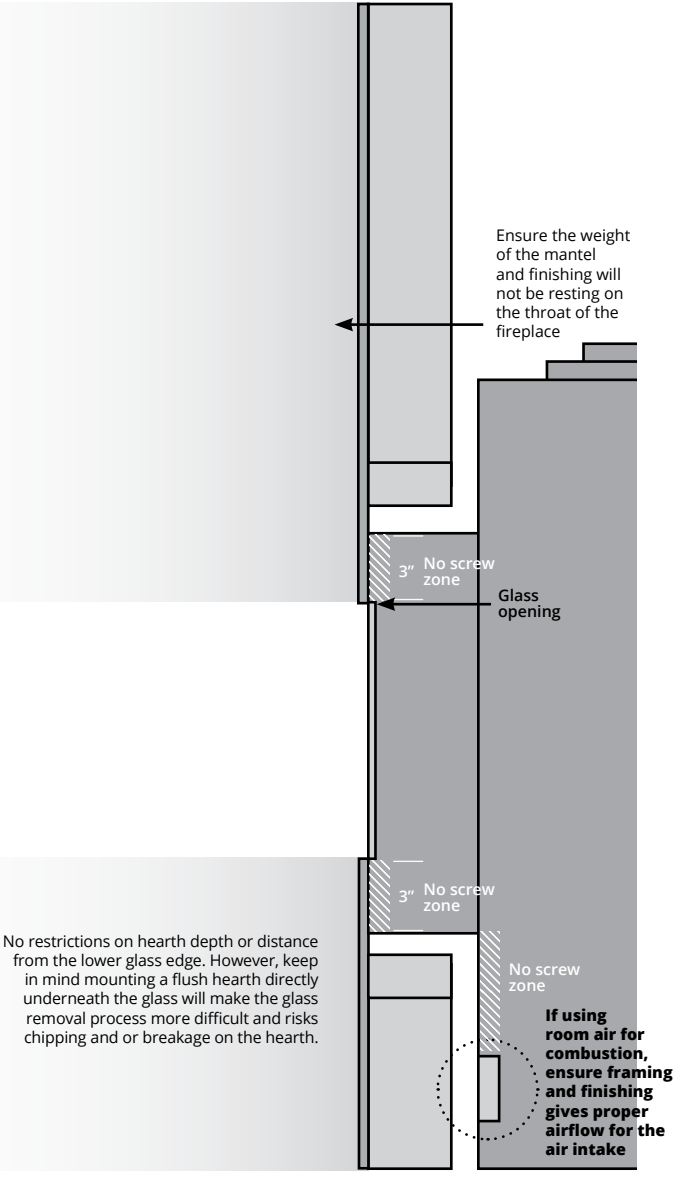 Ensure the weight
of the mantel
and finishing will
not be resting on
the throat of the
fireplace
3” No screw
zone
Glass
opening
3” No screw
zone
No restrictions on hearth depth or distance
from the lower glass edge. However, keep
in mind mounting a flush hearth directly
underneath the glass will make the glass
removal process more difficult and risks
chipping and or breakage on the hearth.
No screw
zone
If using
room air for
combustion,
ensure framing
and finishing
gives proper
airflow for the
air intake